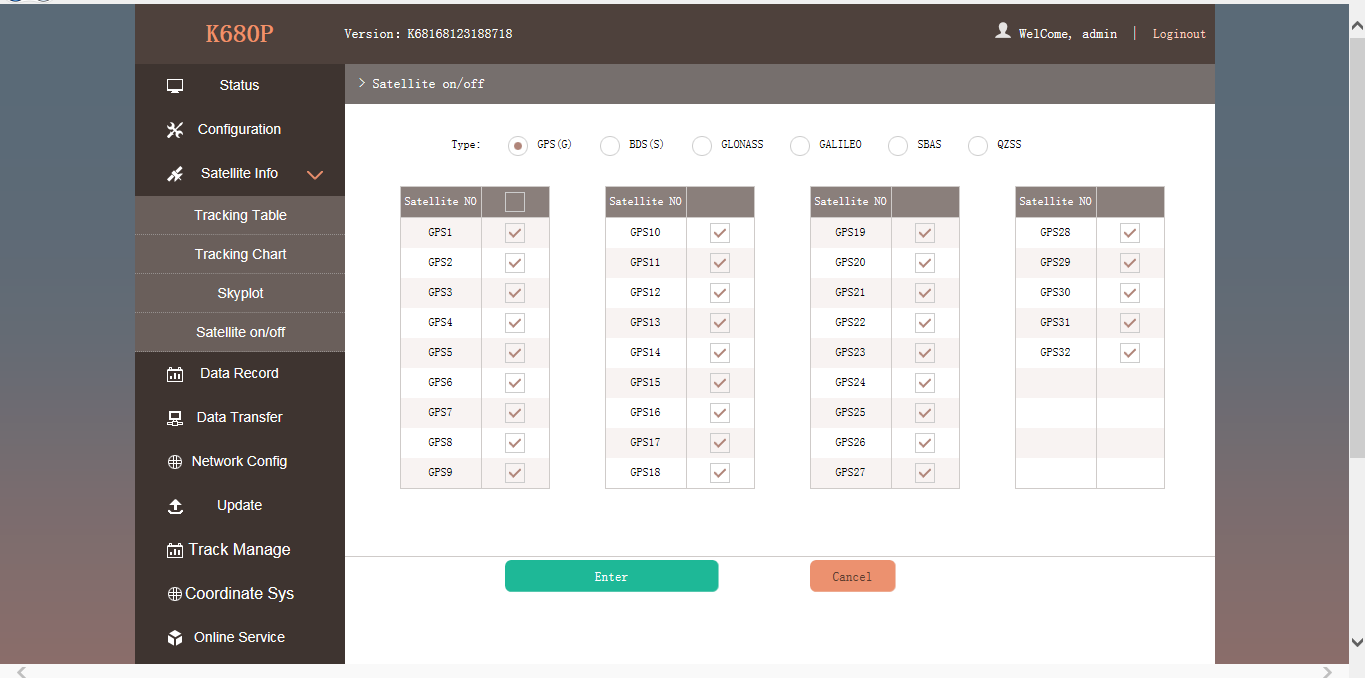 K680P
Version: K68168123188718
WelCome, admin | Loginout
Status
Configuration
Satellite Info
Tracking Table
Tracking Chart
Skyplot
Satellite on/off
Data Record
Data Transfer
Network Config
Update
Track Manage
Coordinate Sys
Online Service
> Satellite on/off
Type: GPS(G) BDS(S) GLONASS GALILEO SBAS QZSS
Satellite NO Satellite NO Satellite NO Satellite NO
GPS1 GPS10 GPS19 GPS28
GPS2 GPS11 GPS20 GPS29
GPS3 GPS12 GPS21 GPS30
GPS4 GPS13 GPS22 GPS31
GPS5 GPS14 GPS23 GPS32
GPS6 GPS15 GPS24
GPS7 GPS16 GPS25
GPS8 GPS17 GPS26
GPS9 GPS18 GPS27
Enter Cancel